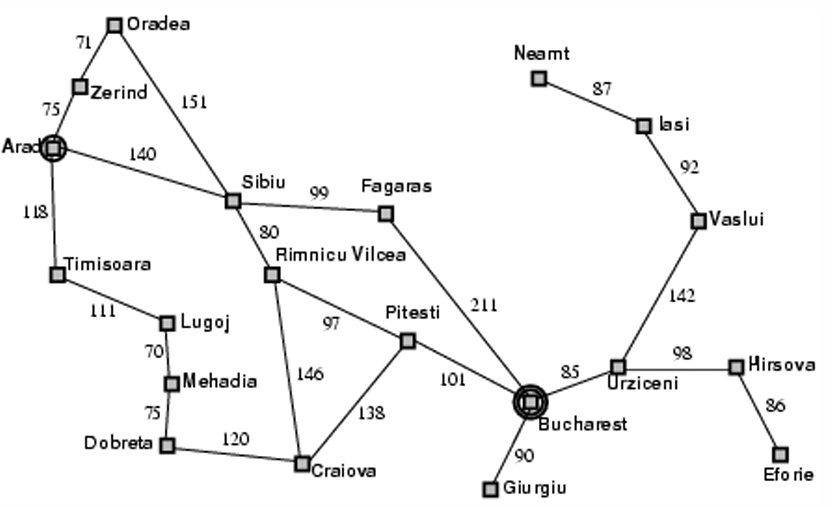 Oradea
71
Neamt
Zerind
87
151
75
Iasi
Arad
140
92
Sibiu
99
Fagaras
118
Vaslui
80
Timisoara
Rimnicu Vilcea
142
111
211
Lugoj
97
Pitesti
70
98
Hirsova
146
101
85
Mehadia
Urziceni
75
138
86
Bucharest
Dobreta
120
90
Craiova
Eforie
Giurgiu